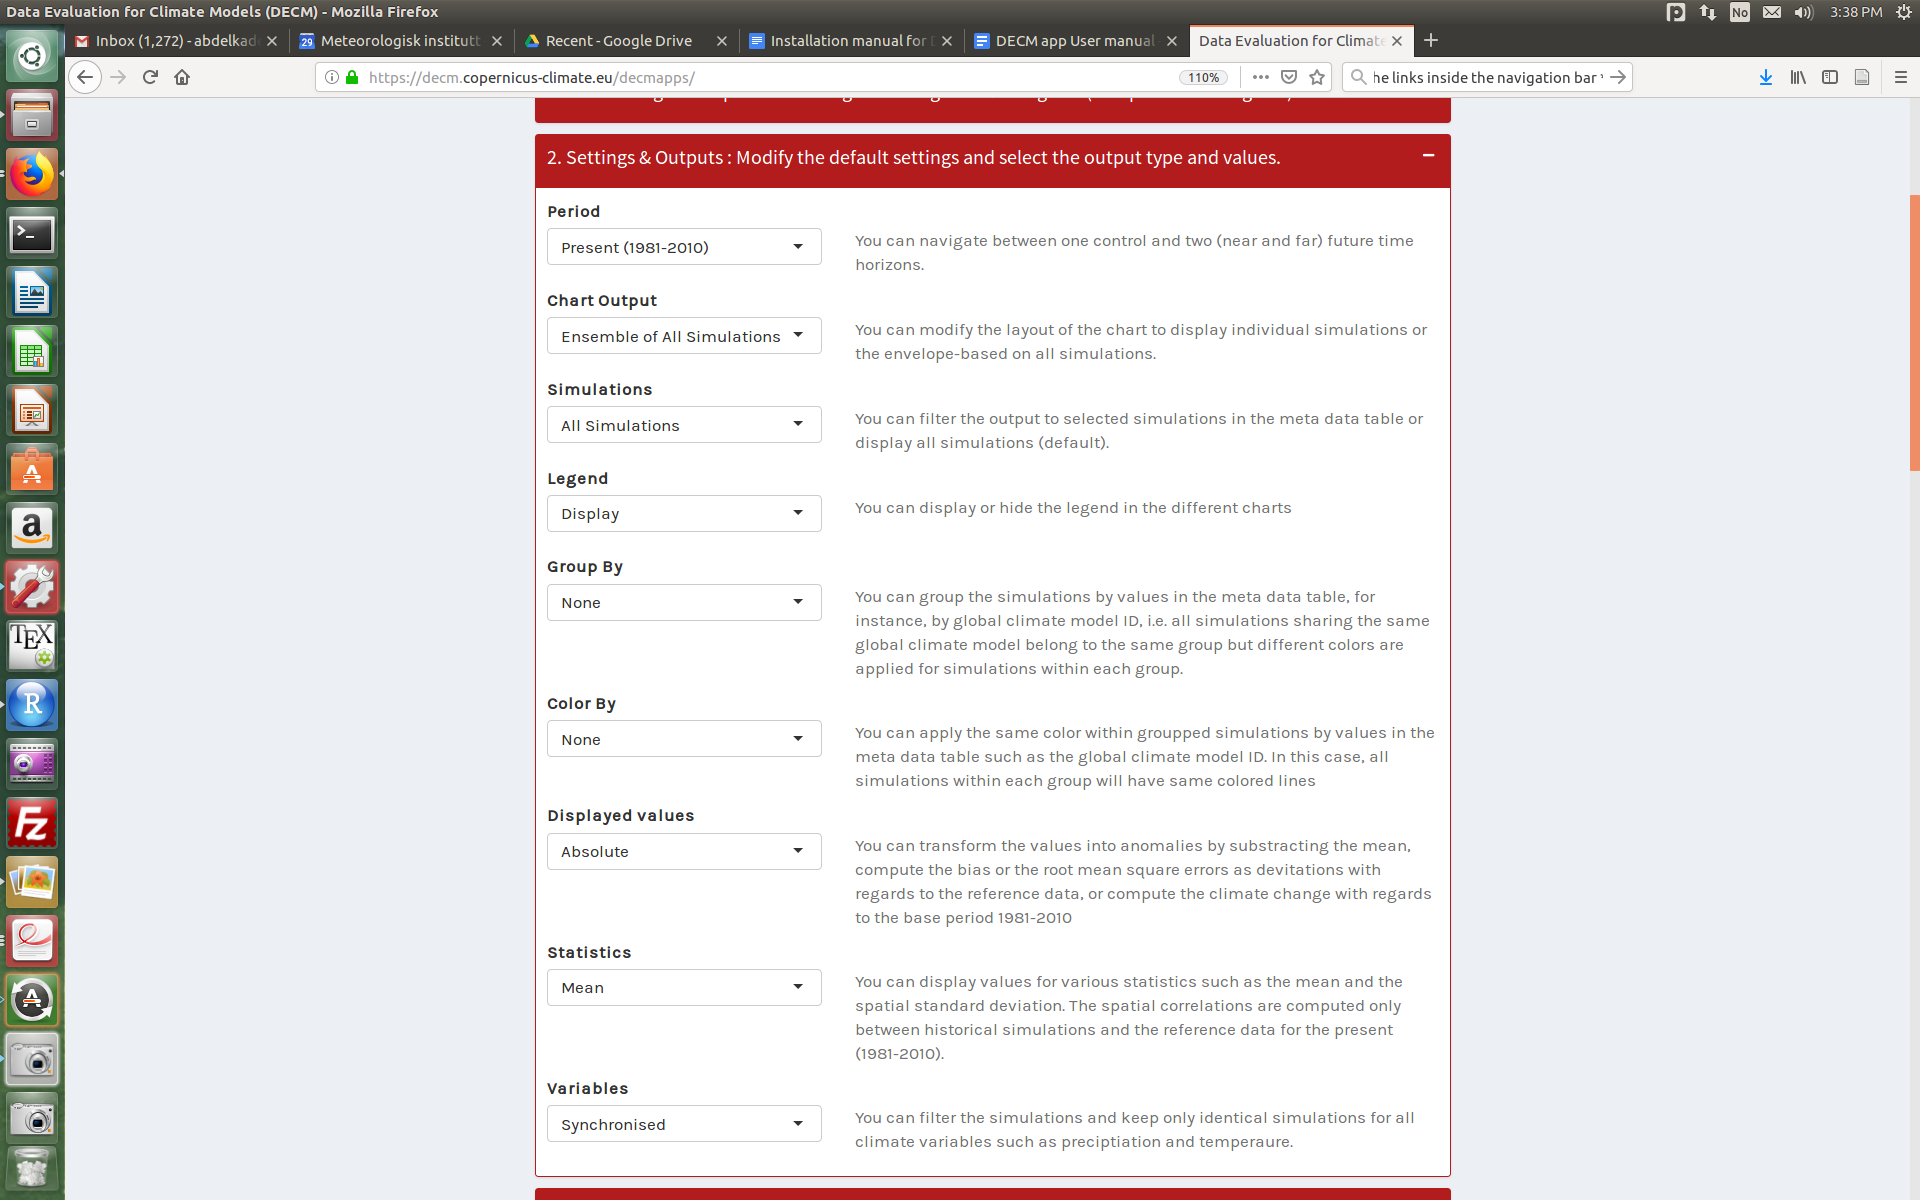 Data Evaluation for Climate Models (DECM) - Mozilla Firefox
No
3:38 PM
Inbox (1,272) - abdelkad
Meteorologisk institutt
Recent - Google Drive
Installation manual for
DECM app User manual
Data Evaluation for Climate
https://decm.copernicus-climate.eu/decmapps/
110%
he links inside the navigation bar
2. Settings & Outputs : Modify the default settings and select the output type and values.
Period
Present (1981-2010)
You can navigate between one control and two (near and far) future time
horizons.
Chart Output
Ensemble of All Simulations
You can modify the layout of the chart to display individual simulations or
the envelope-based on all simulations.
Simulations
All Simulations
You can filter the output to selected simulations in the meta data table or
display all simulations (default).
Legend
Display
You can display or hide the legend in the different charts
Group By
None
You can group the simulations by values in the meta data table, for
instance, by global climate model ID, i.e. all simulations sharing the same
global climate model belong to the same group but different colors are
applied for simulations within each group.
Color By
None
You can apply the same color within groupped simulations by values in the
meta data table such as the global climate model ID. In this case, all
simulations within each group will have same colored lines
Displayed values
Absolute
You can transform the values into anomalies by substracting the mean,
compute the bias or the root mean square errors as devitations with
regards to the reference data, or compute the climate change with regards
to the base period 1981-2010
Statistics
Mean
You can display values for various statistics such as the mean and the
spatial standard deviation. The spatial correlations are computed only
between historical simulations and the reference data for the present
(1981-2010).
Variables
Synchronised
You can filter the simulations and keep only identical simulations for all
climate variables such as preciptiation and temperaure.